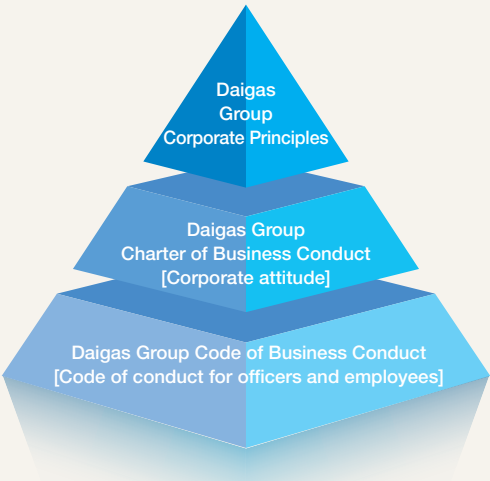 Daigas
Group
Corporate Principles
Daigas Group
Charter of Business Conduct
[Corporate attitude]
Daigas Group Code of Business Conduct
[Code of conduct for officers and employees]